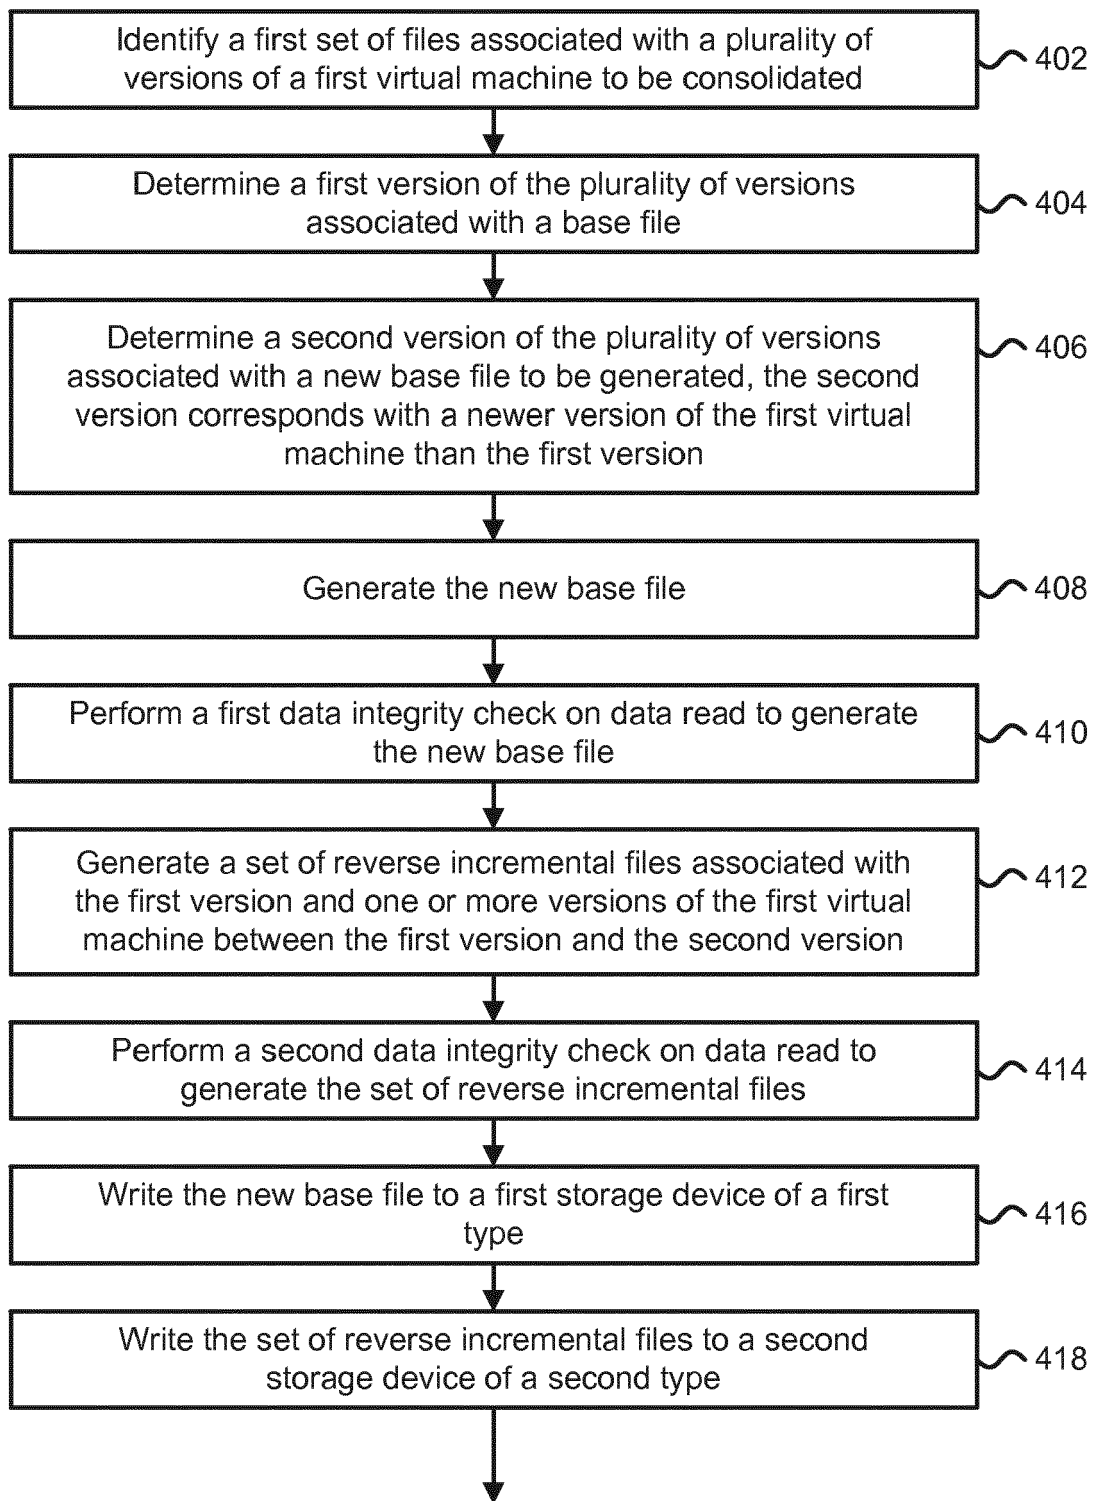 Identify a first set of files associated with a plurality of
versions of a first virtual machine to be consolidated
402
Determine a first version of the plurality of versions
associated with a base file
404
Determine a second version of the plurality of versions
associated with a new base file to be generated, the second
version corresponds with a newer version of the first virtual
machine than the first version
406
Generate the new base file
408
Perform a first data integrity check on data read to generate
the new base file
410
Generate a set of reverse incremental files associated with
the first version and one or more versions of the first virtual
machine between the first version and the second version
412
Perform a second data integrity check on data read to
generate the set of reverse incremental files
414
Write the new base file to a first storage device of a first
type
416
Write the set of reverse incremental files to a second
storage device of a second type
418